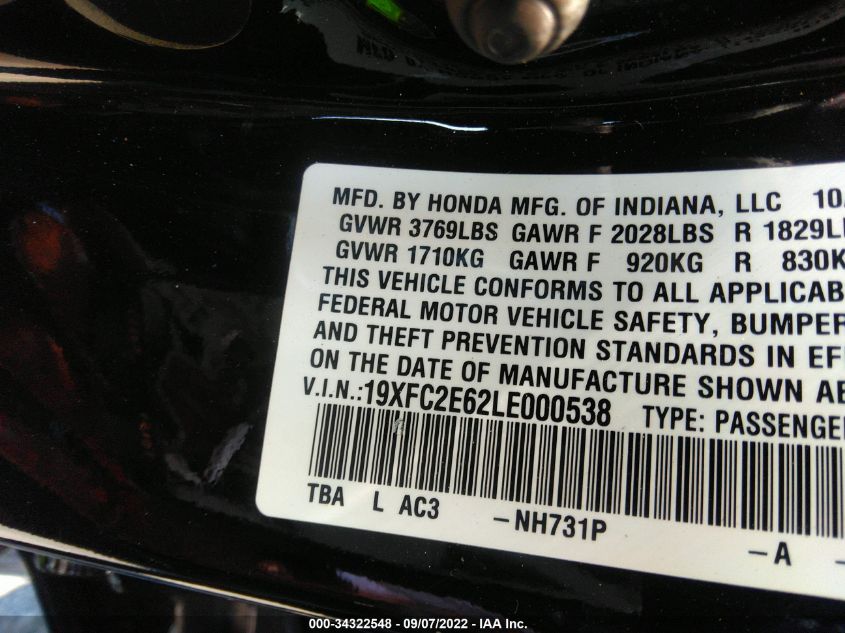 MFD. BY HONDA MFG. OF INDIANA, LLC 10
GVWR 3769LBS GAWR F 2028LBS R 1829L
GVWR 1710KG GAWR F 920KG R 830K
THIS VEHICLE CONFORMS TO ALL APPLICAB
FEDERAL MOTOR VEHICLE SAFETY, BUMPER
AND THEFT PREVENTION STANDARDS IN EFF
ON THE DATE OF MANUFACTURE SHOWN AB
V.I.N.:19XFC2E62LE000538 TYPE: PASSENGE
TBA L AC3 -NH731P -A -
000-34322548 - 09/07/2022 - IAA Inc.